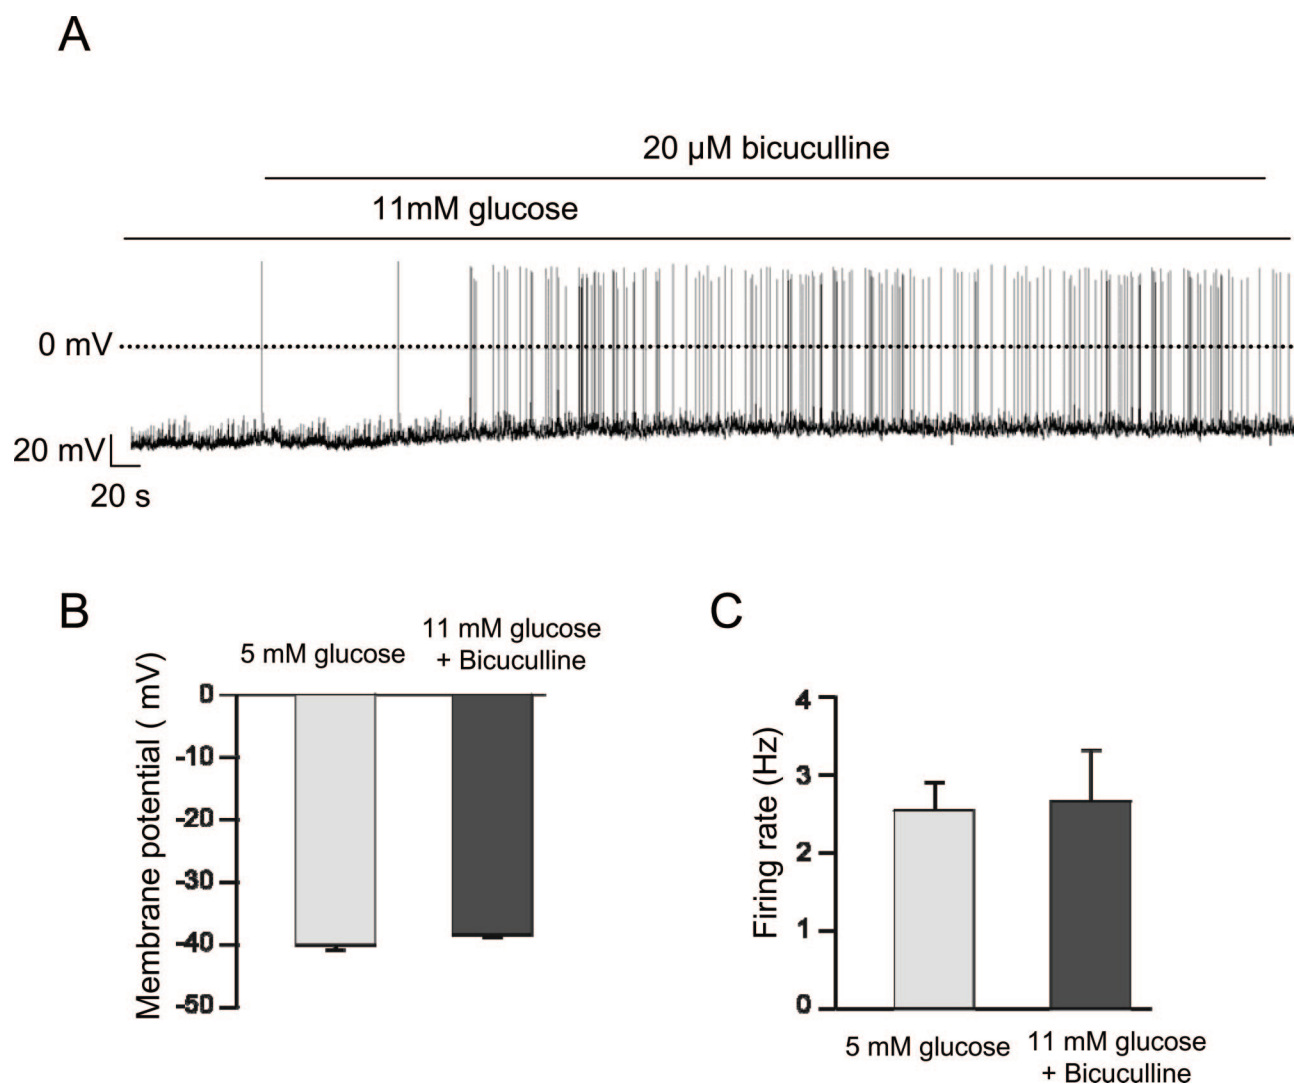 A
20 µM bicuculline
11mM glucose
0 mV
20 mV
20 s
B
5 mM glucose
11 mM glucose
+ Bicuculline
Membrane potential ( mV)
0
-10
-20
-30
-40
-50
C
Firing rate (Hz)
4
3
2
1
0
5 mM glucose
11 mM glucose
+ Bicuculline